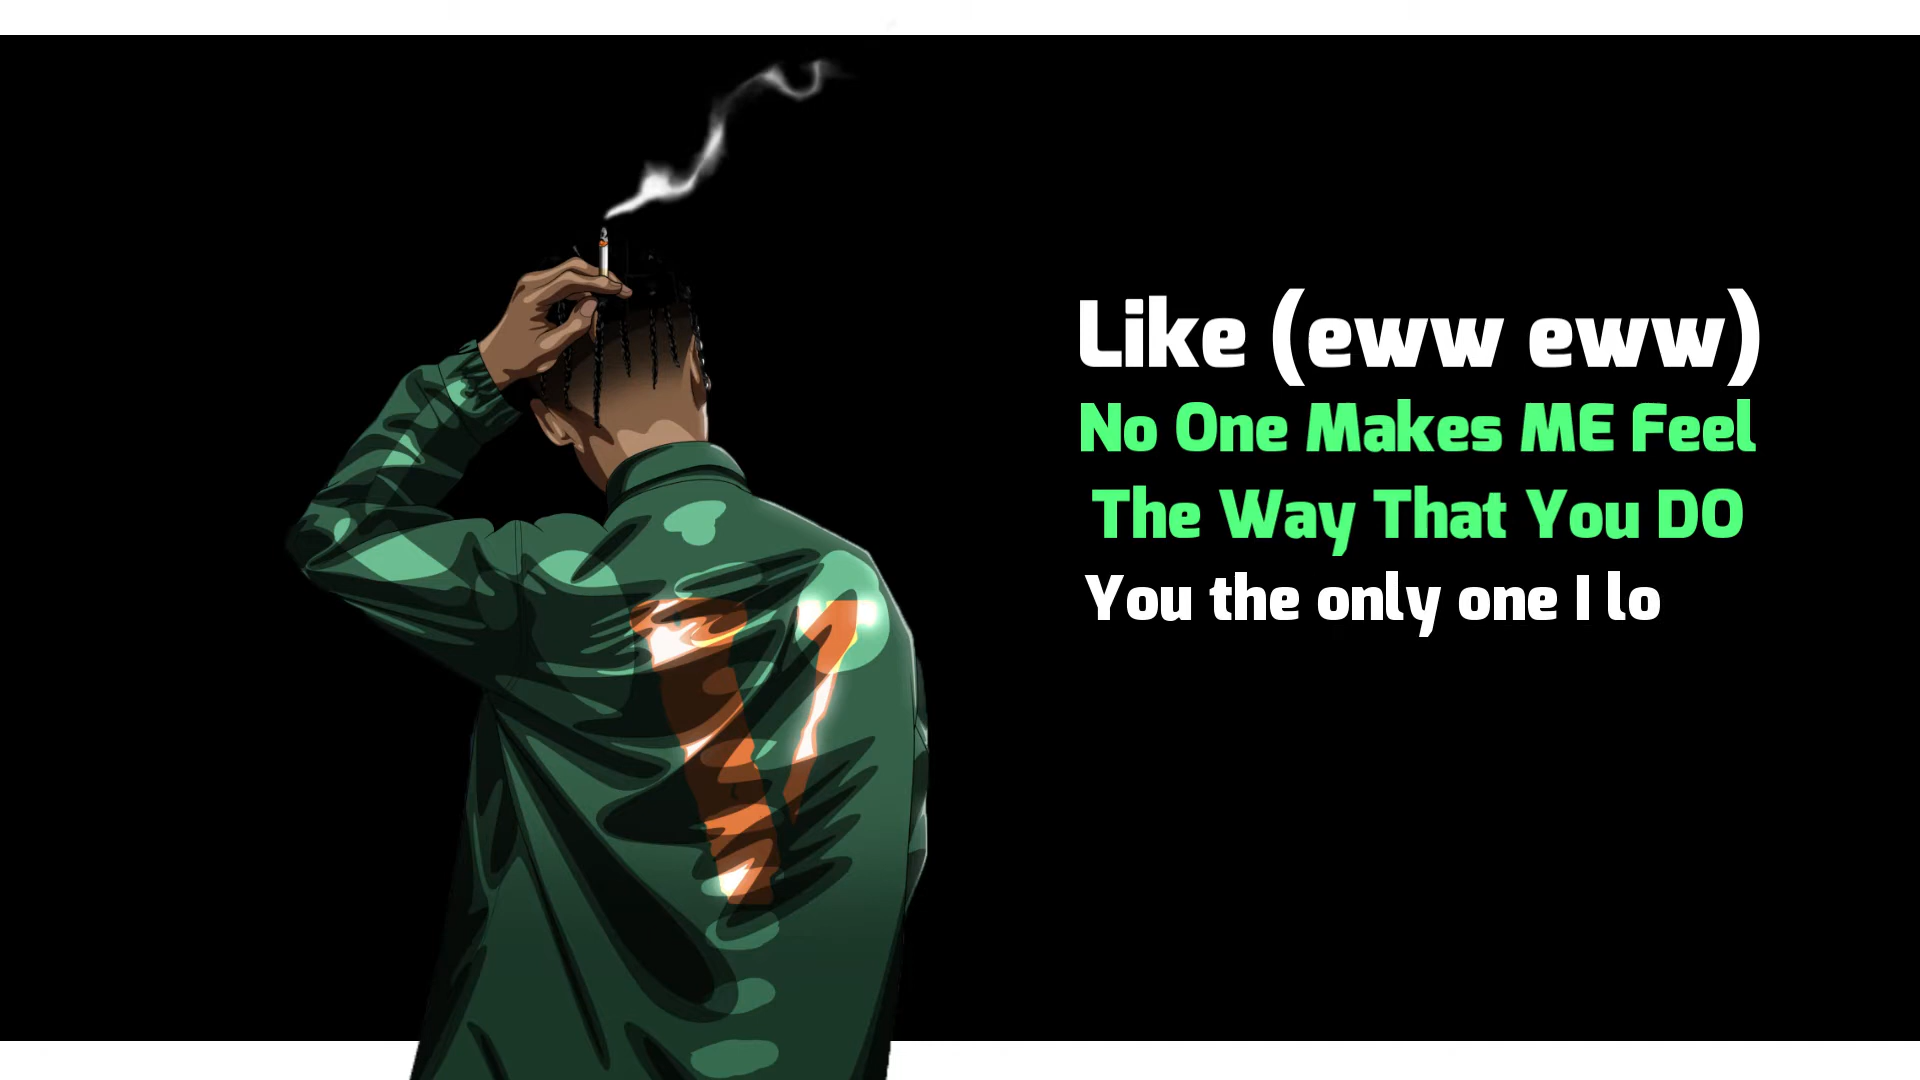 Like (eww eww)
No One Makes ME Feel
The Way That You DO
You the only one I lo